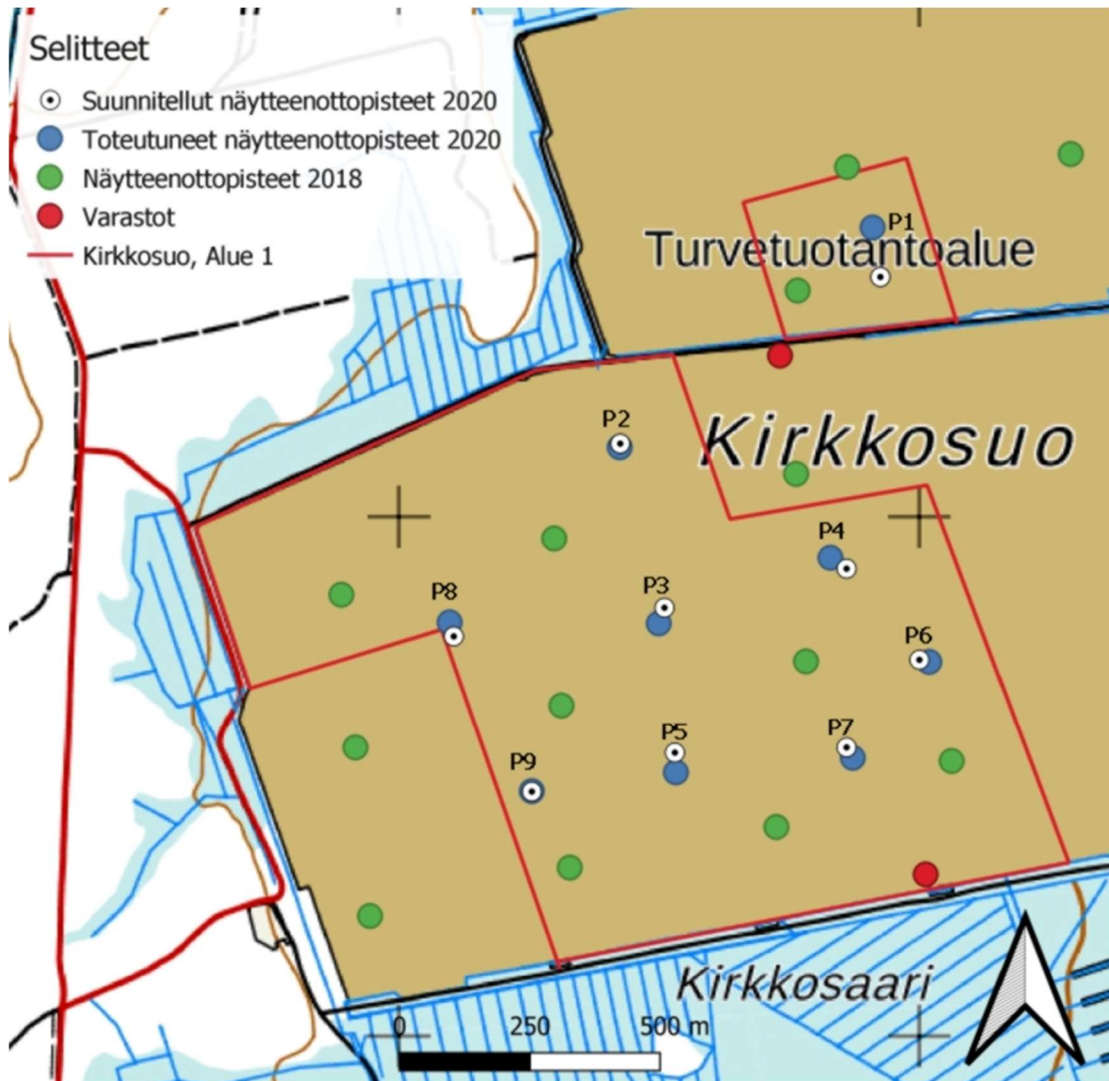 Selitteet
Suunnitellut näytteenottopisteet 2020
Toteutuneet näytteenottopisteet 2020
Näytteenottopisteet 2018
Varastot
Kirkkosuo, Alue 1
P1
Turvetuotantoalue
P2
Kirkkosuo
P4
P8
P3
P6
P5
P7
P9
Kirkkosaari
0 250 500 m